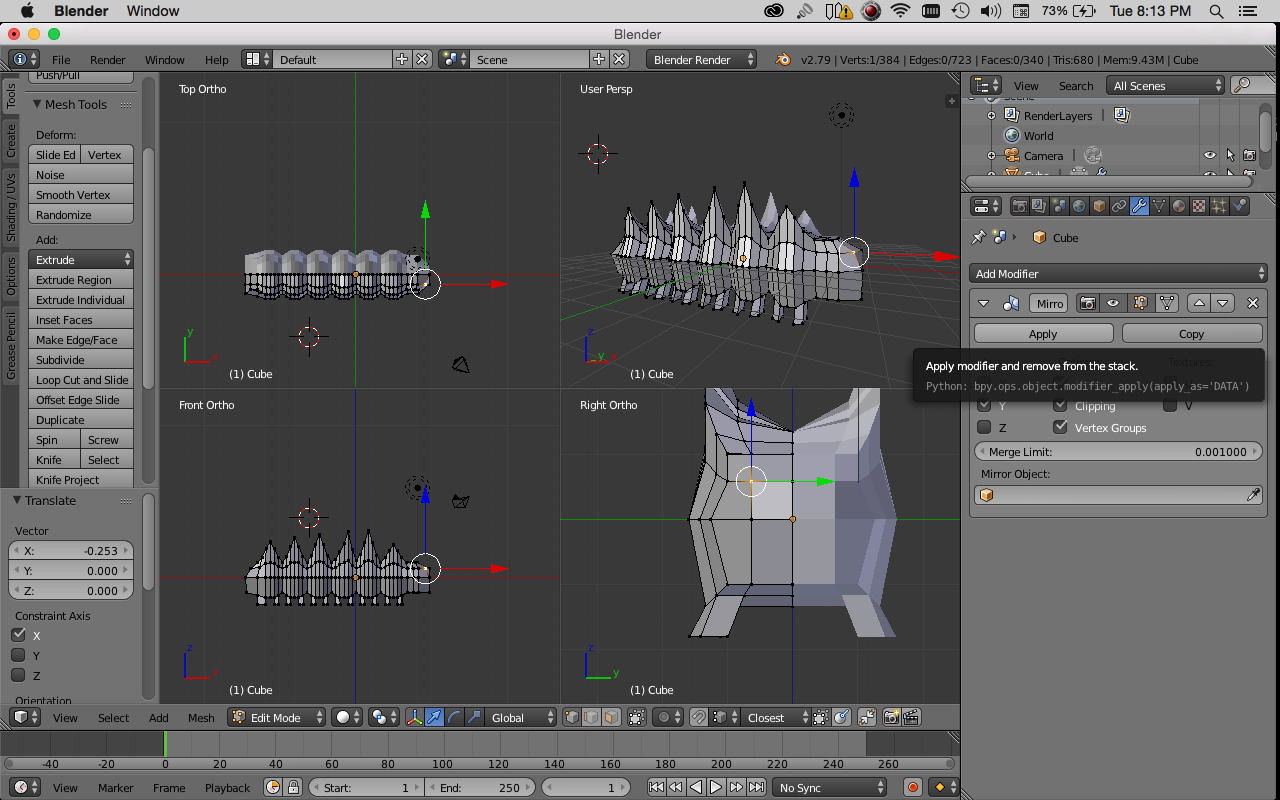 Blender Window 73% Tue 8:13 PM
Blender
File Render Window Help Default Scene Blender Render v2.79 | Verts:1/384 | Edges:0/723 | Faces:0/340 | Tris:680 | Mem:9.43M | Cube
Tools
Create
Shading / UVs
Options
Grease Pencil
Push/Pull
Mesh Tools
Deform:
Slide Ed Vertex
Noise
Smooth Vertex
Randomize
Add:
Extrude
Extrude Region
Extrude Individual
Inset Faces
Make Edge/Face
Subdivide
Loop Cut and Slide
Offset Edge Slide
Duplicate
Spin Screw
Knife Select
Knife Project
Translate
Vector
X: -0.253
Y: 0.000
Z: 0.000
Constraint Axis
X
Y
Z
Orientation
Top Ortho
y
x
(1) Cube
User Persp
z
y
x
(1) Cube
Front Ortho
z
x
(1) Cube
Right Ortho
z
y
(1) Cube
View Search All Scenes
Scene
RenderLayers |
World
Camera |
Cube
Cube
Add Modifier
Mirro
Apply Copy
Textures:
Apply modifier and remove from the stack.
Python: bpy.ops.object.modifier_apply(apply_as='DATA')
Y Clipping V
Z Vertex Groups
Merge Limit: 0.001000
Mirror Object:
View Select Add Mesh Edit Mode Global Closest
-40 -20 0 20 40 60 80 100 120 140 160 180 200 220 240 260
View Marker Frame Playback Start: 1 End: 250 1 No Sync